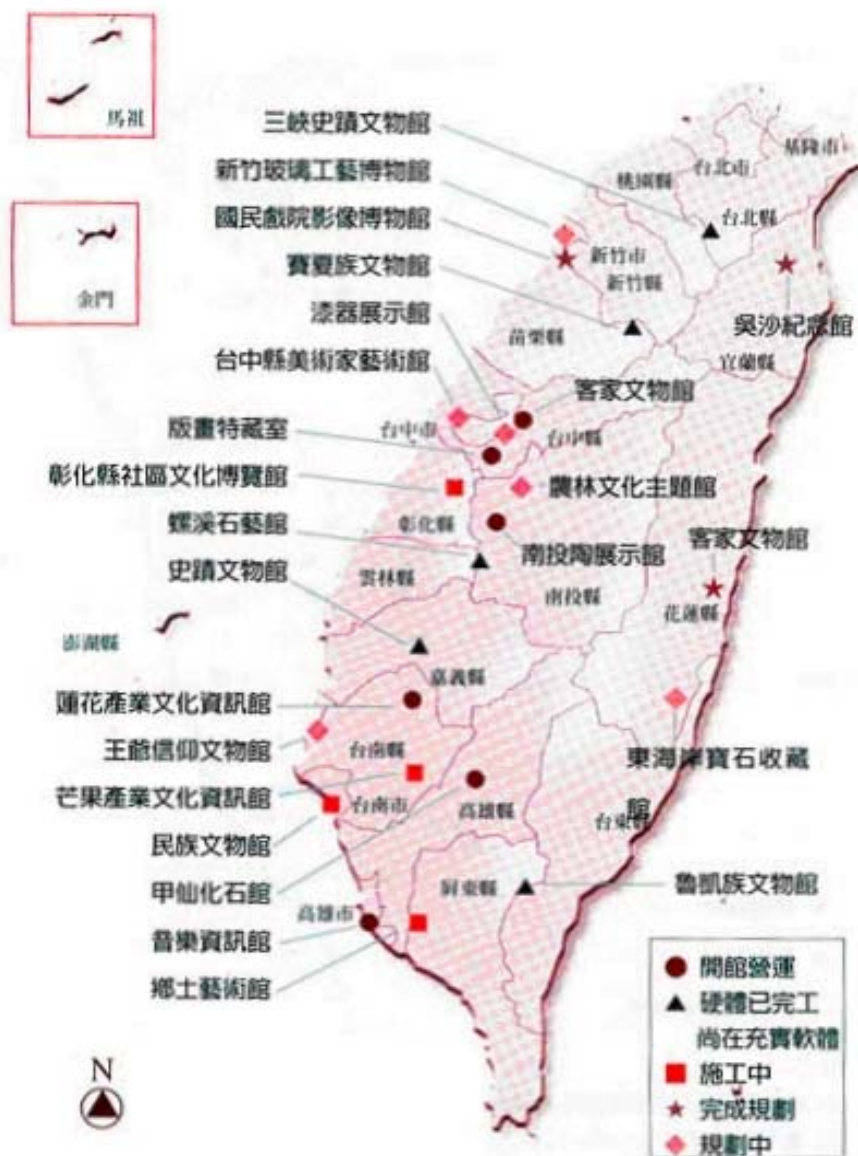 馬祖
金門
三峽史蹟文物館
新竹玻璃工藝博物館
國民戲院影像博物館
賽夏族文物館
漆器展示館
台中縣美術家藝術館
版畫特藏室
彰化縣社區文化博覽館
螺溪石藝館
史蹟文物館
澎湖縣
蓮花產業文化資訊館
王爺信仰文物館
芒果產業文化資訊館
民族文物館
甲仙化石館
音樂資訊館
鄉土藝術館
基隆市
台北市
桃園縣
台北縣
新竹市
新竹縣
吳沙紀念館
苗栗縣
宜蘭縣
客家文物館
台中市
台中縣
農林文化主題館
彰化縣
南投陶展示館
客家文物館
雲林縣
南投縣
花蓮縣
嘉義縣
台南縣
東海岸寶石收藏
館
台南市
高雄縣
台東縣
屏東縣
魯凱族文物館
高雄市
開館營運
硬體已完工
尚在充實軟體
施工中
完成規劃
規劃中
N